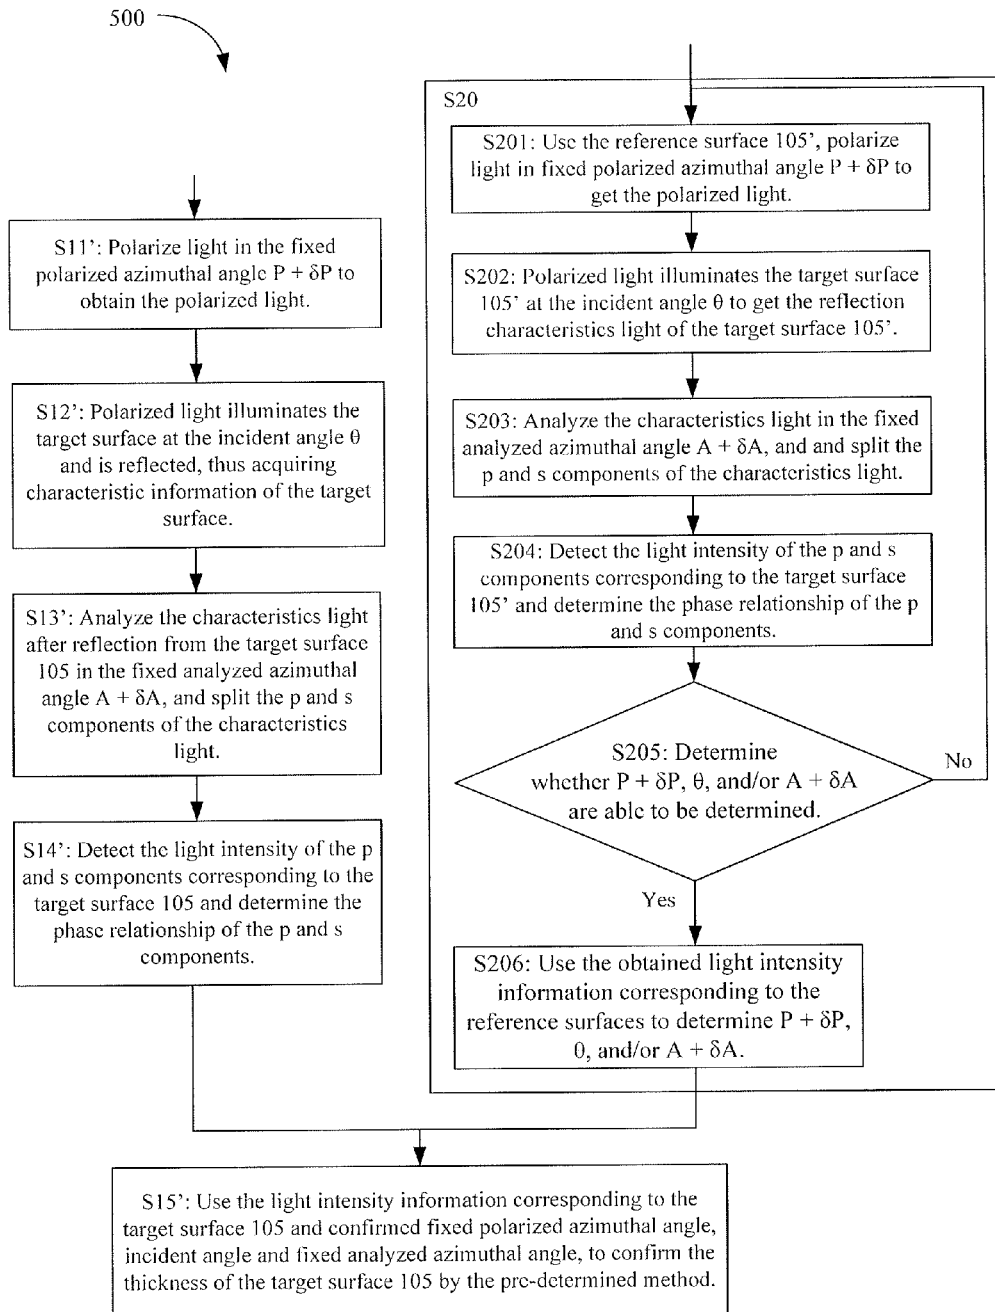 500
S11': Polarize light in the fixed
polarized azimuthal angle P + δP to
obtain the polarized light.
S12': Polarized light illuminates the
target surface at the incident angle θ
and is reflected, thus acquiring
characteristic information of the target
surface.
S13': Analyze the characteristics light
after reflection from the target surface
105 in the fixed analyzed azimuthal
angle A + δA, and split the p and s
components of the characteristics
light.
S14': Detect the light intensity of the p
and s components corresponding to the
target surface 105 and determine the
phase relationship of the p and s
components.
S20
S201: Use the reference surface 105', polarize
light in fixed polarized azimuthal angle P + δP to
get the polarized light.
S202: Polarized light illuminates the target surface
105' at the incident angle θ to get the reflection
characteristics light of the target surface 105'.
S203: Analyze the characteristics light in the fixed
analyzed azimuthal angle A + δA, and and split the
p and s components of the characteristics light.
S204: Detect the light intensity of the p and s
components corresponding to the target surface
105' and determine the phase relationship of the p
and s components.
S205: Determine
whether P + δP, θ, and/or A + δA
are able to be determined.
No
Yes
S206: Use the obtained light intensity
information corresponding to the
reference surfaces to determine P + δP,
θ, and/or A + δA.
S15': Use the light intensity information corresponding to the
target surface 105 and confirmed fixed polarized azimuthal angle,
incident angle and fixed analyzed azimuthal angle, to confirm the
thickness of the target surface 105 by the pre-determined method.